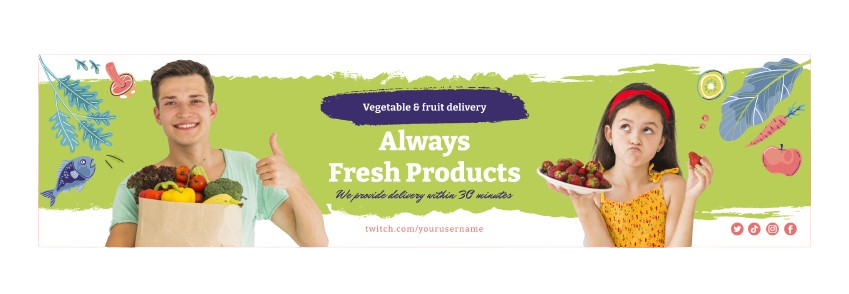 Vegetable & fruit delivery
Always
Fresh Products
We provide delivery within 30 minutes
twitch.com/yourusername